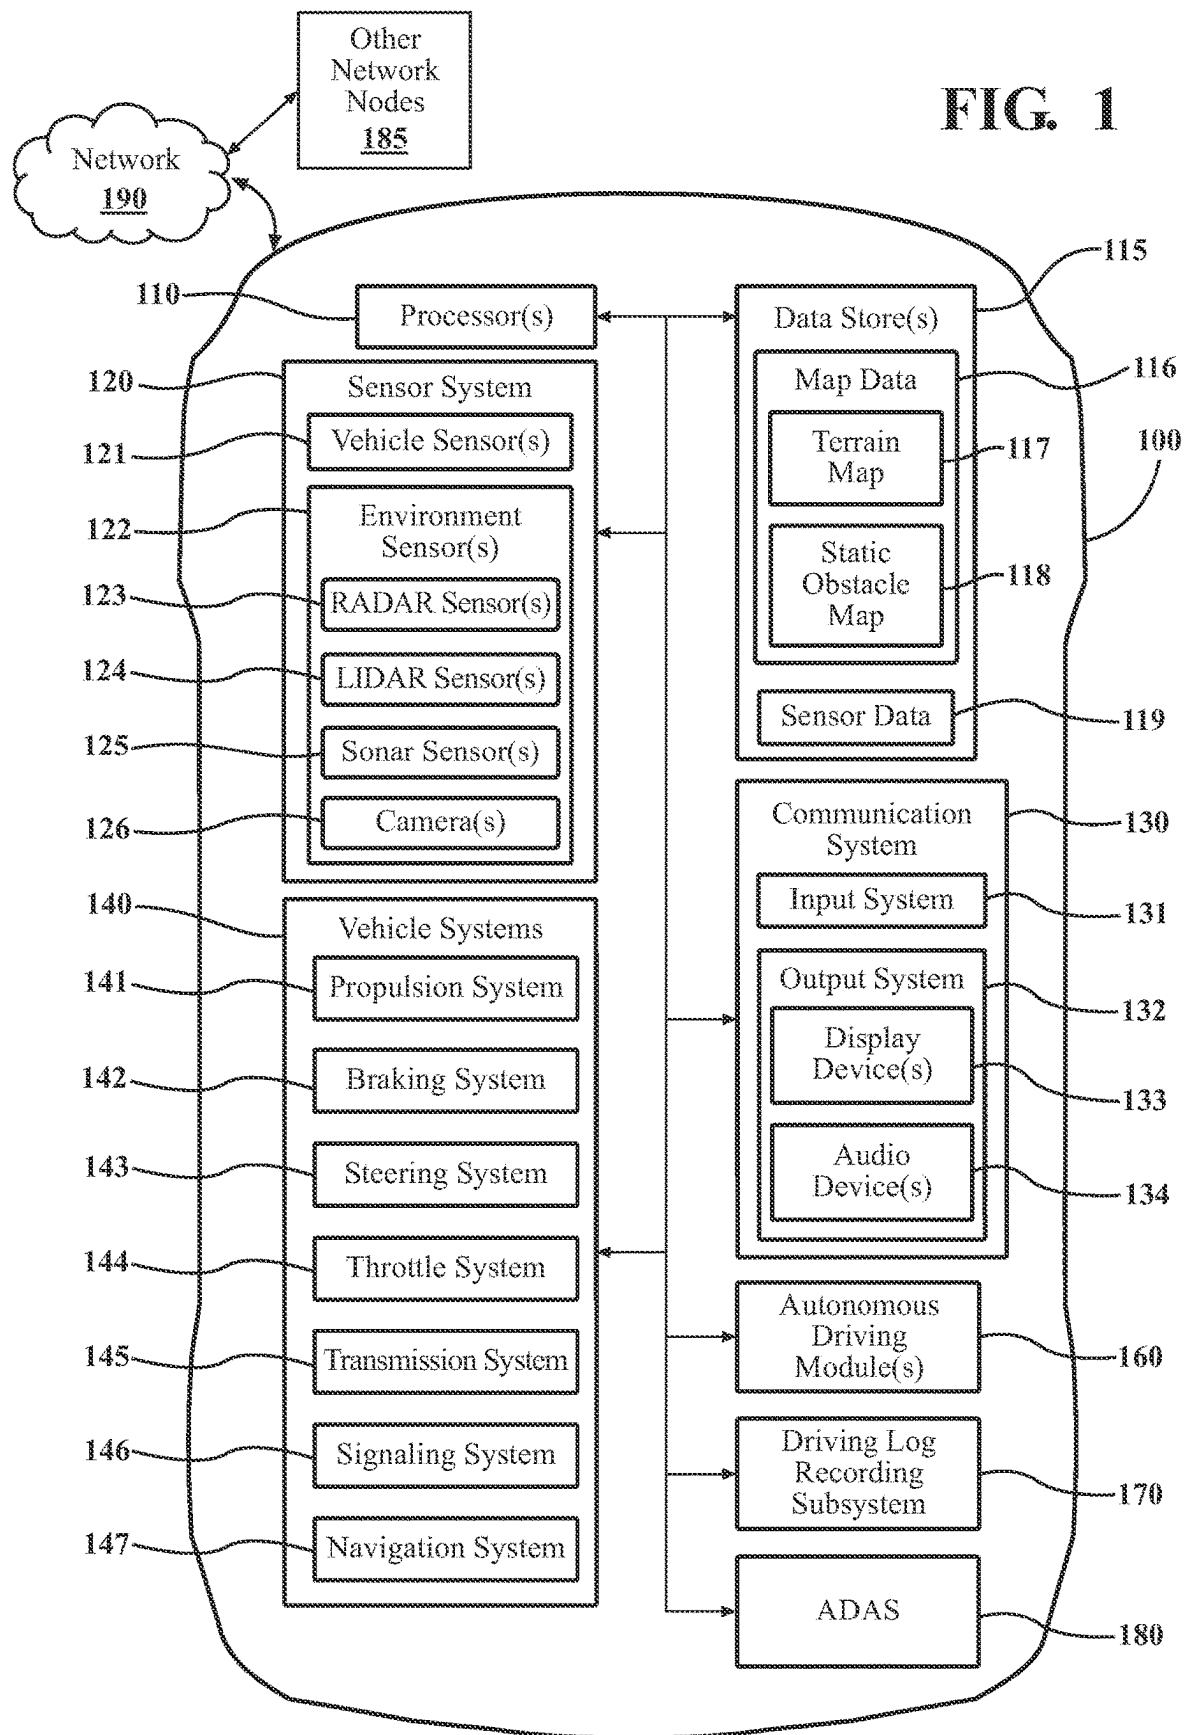 Other
Network
Nodes
185
FIG. 1
Network
190
115
110
Processor(s)
Data Store(s)
120
Sensor System
Map Data
116
121
Vehicle Sensor(s)
Terrain
Map
117
100
122
Environment
Sensor(s)
Static
Obstacle
Map
118
123
RADAR Sensor(s)
124
LIDAR Sensor(s)
Sensor Data
119
125
Sonar Sensor(s)
126
Camera(s)
Communication
System
130
140
Vehicle Systems
Input System
131
141
Propulsion System
Output System
132
142
Braking System
Display
Device(s)
133
143
Steering System
Audio
Device(s)
134
144
Throttle System
145
Transmission System
Autonomous
Driving
Module(s)
160
146
Signaling System
Driving Log
Recording
Subsystem
170
147
Navigation System
ADAS
180